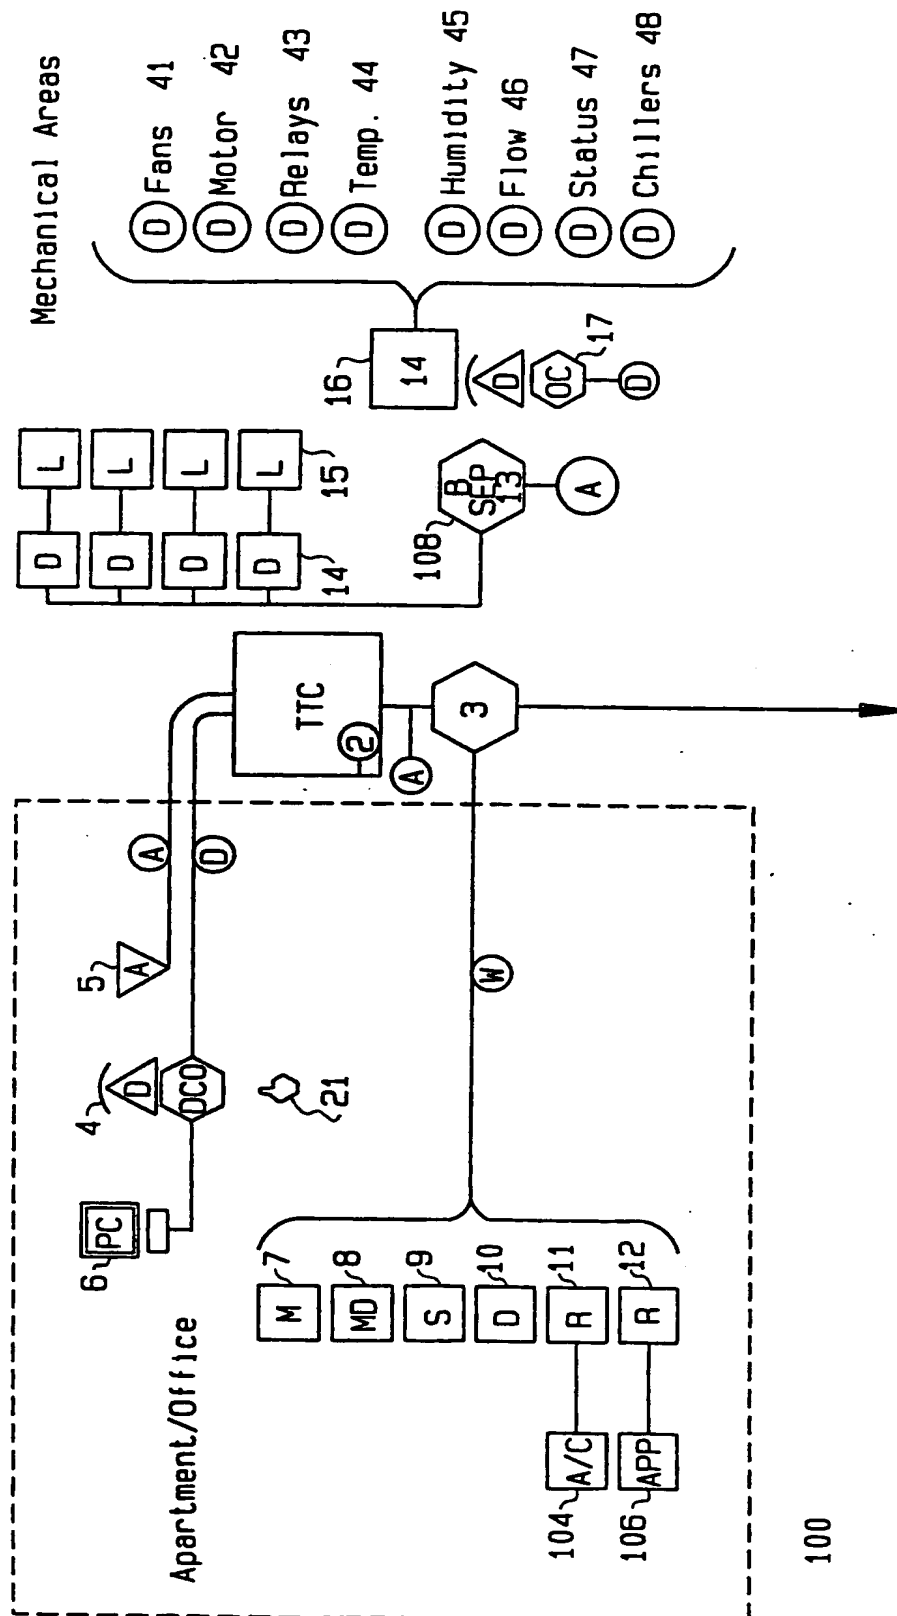 Mechanical Areas
D Fans 41
D Motor 42
D Relays 43
D Temp. 44
D Humidity 45
D Flow 46
D Status 47
D Chillers 48
16
14
D
OC
17
D
D L
D L
D L
D L
14
15
108
B
SEP
13
A
TTC
2
A
3
A
D
5
A
4
D
DCO
6
PC
21
W
Apartment/Office
M 7
MD 8
S 9
D 10
R 11
R 12
104
A/C
106
APP
100